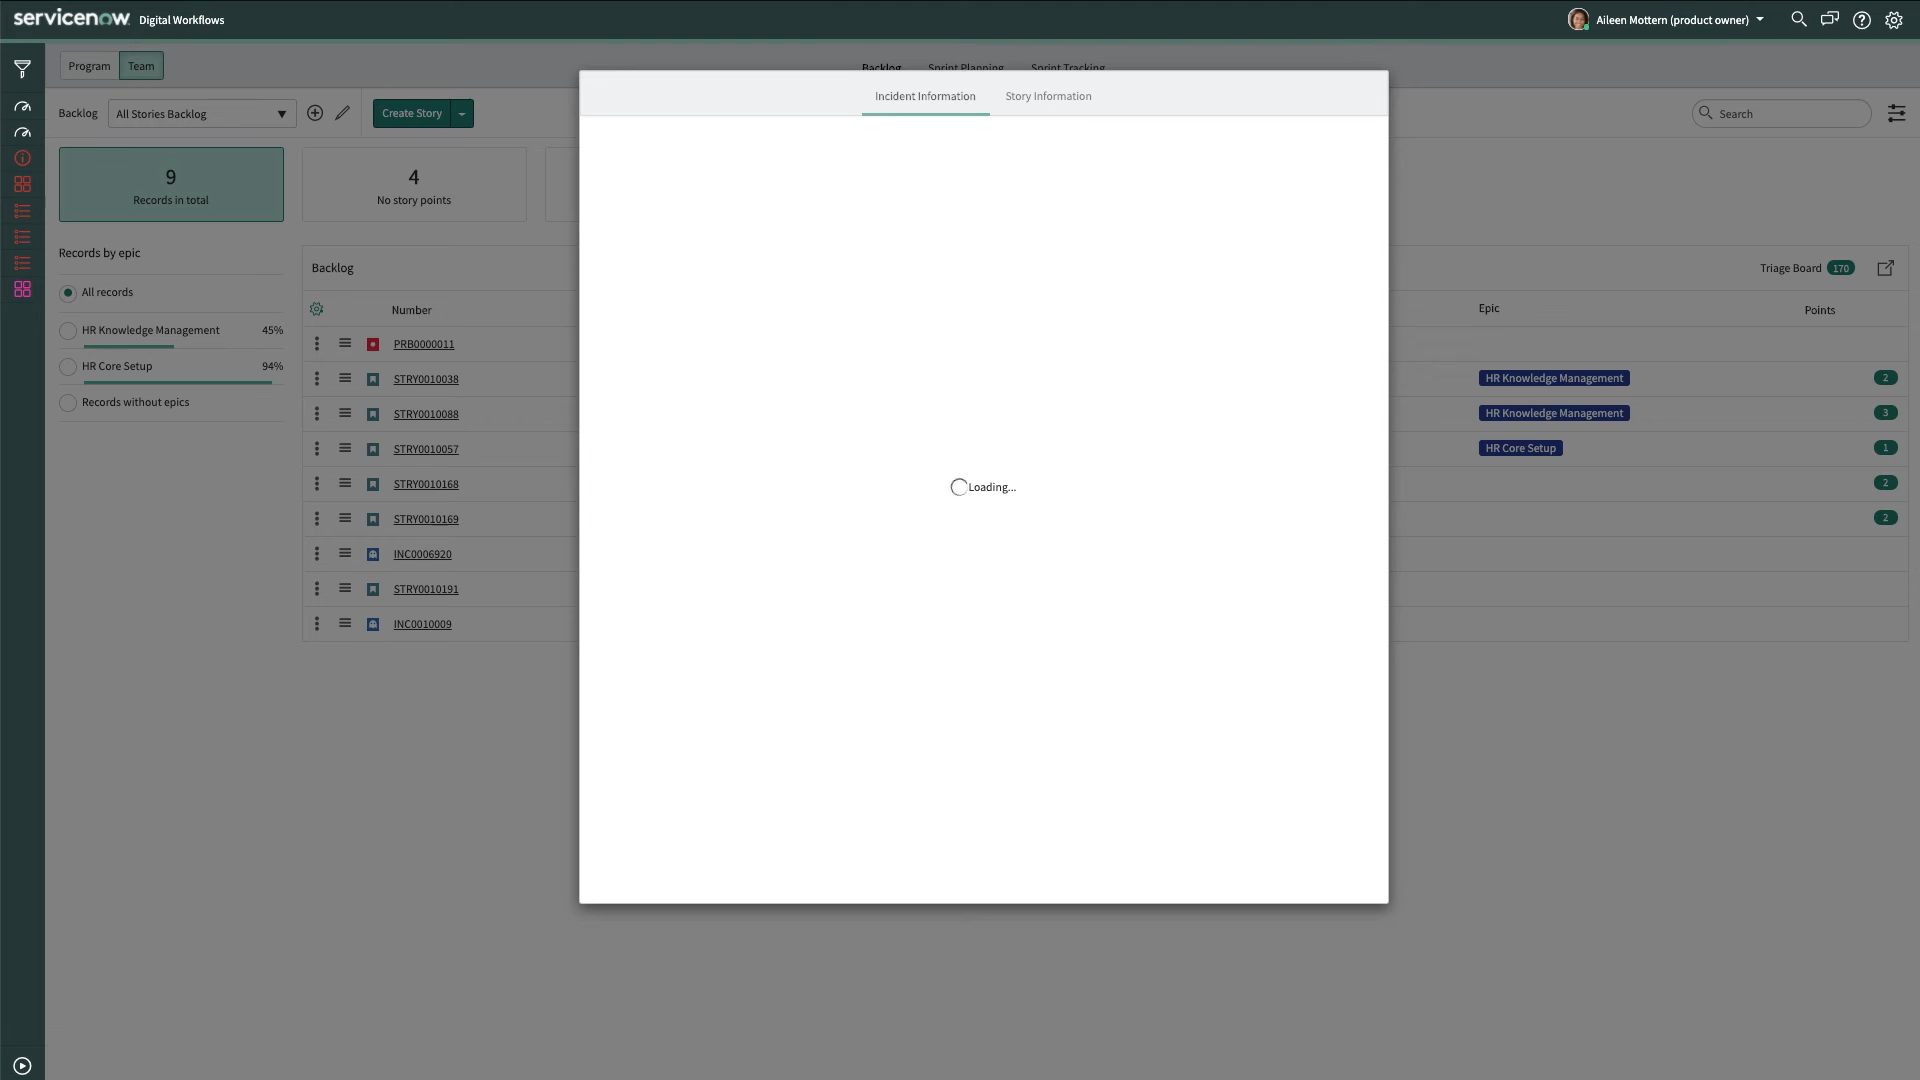 servicenow Digital Workflows
Aileen Mottern (product owner)
Program Team
Backlog Sprint Planning Sprint Tracking
Incident Information Story Information
Backlog All Stories Backlog Create Story
Search
9
Records in total
4
No story points
Records by epic
All records
HR Knowledge Management 45%
HR Core Setup 94%
Records without epics
Backlog
Triage Board 170
Number Epic Points
PRB0000011
STRY0010038 HR Knowledge Management 2
STRY0010088 HR Knowledge Management 3
STRY0010057 HR Core Setup 1
STRY0010168 2
STRY0010169 2
INC0006920
STRY0010191
INC0010009
Loading...